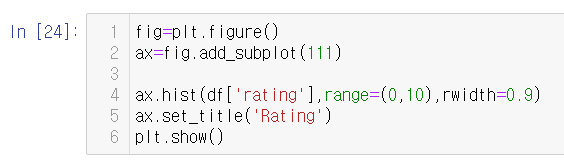 In [24]:
1 fig=plt.figure()
2 ax=fig.add_subplot(111)
3
4 ax.hist(df['rating'],range=(0,10),rwidth=0.9)
5 ax.set_title('Rating')
6 plt.show()